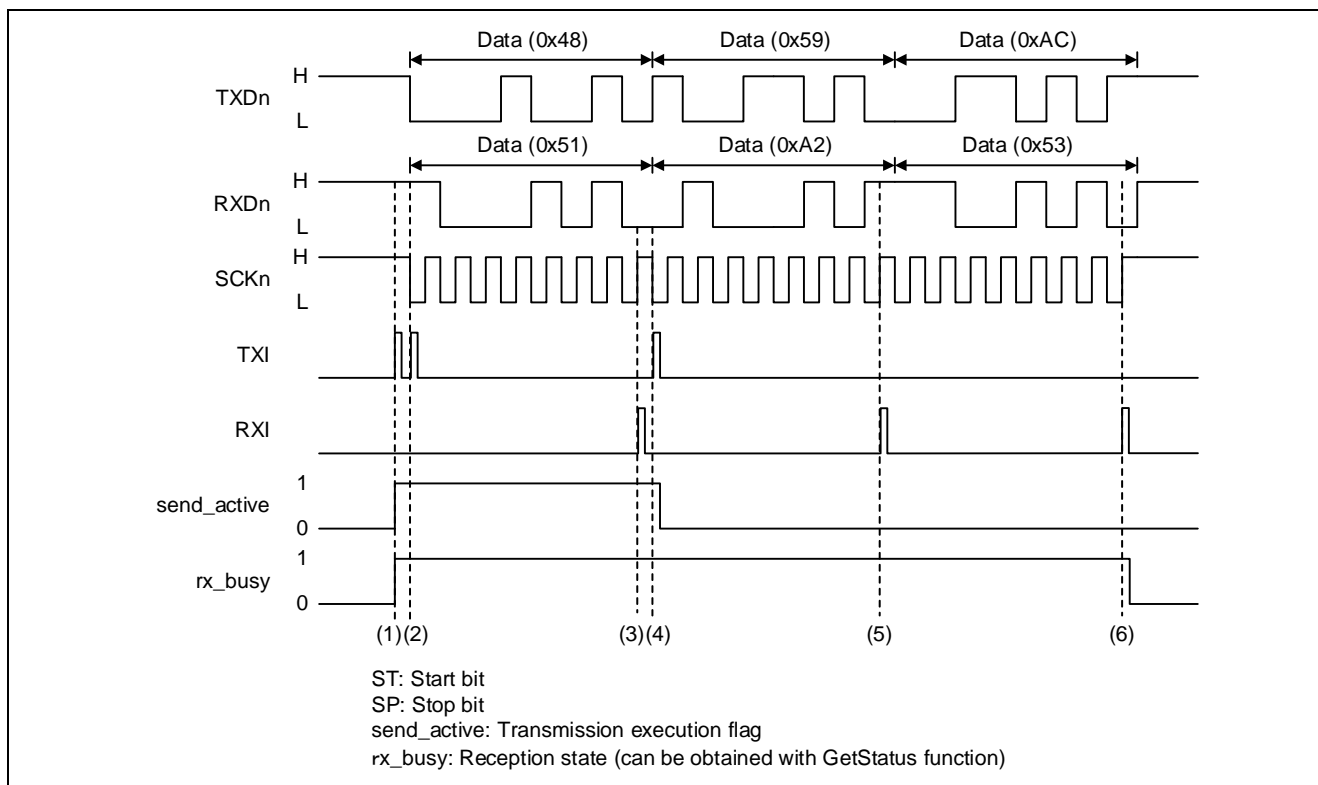 Data (0x48) Data (0x59) Data (0xAC)
H
TXDn
L
Data (0x51) Data (0xA2) Data (0x53)
H
RXDn
L
H
SCKn
L
TXI
RXI
1
send_active
0
1
rx_busy
0
(1) (2) (3) (4) (5) (6)
ST: Start bit
SP: Stop bit
send_active: Transmission execution flag
rx_busy: Reception state (can be obtained with GetStatus function)